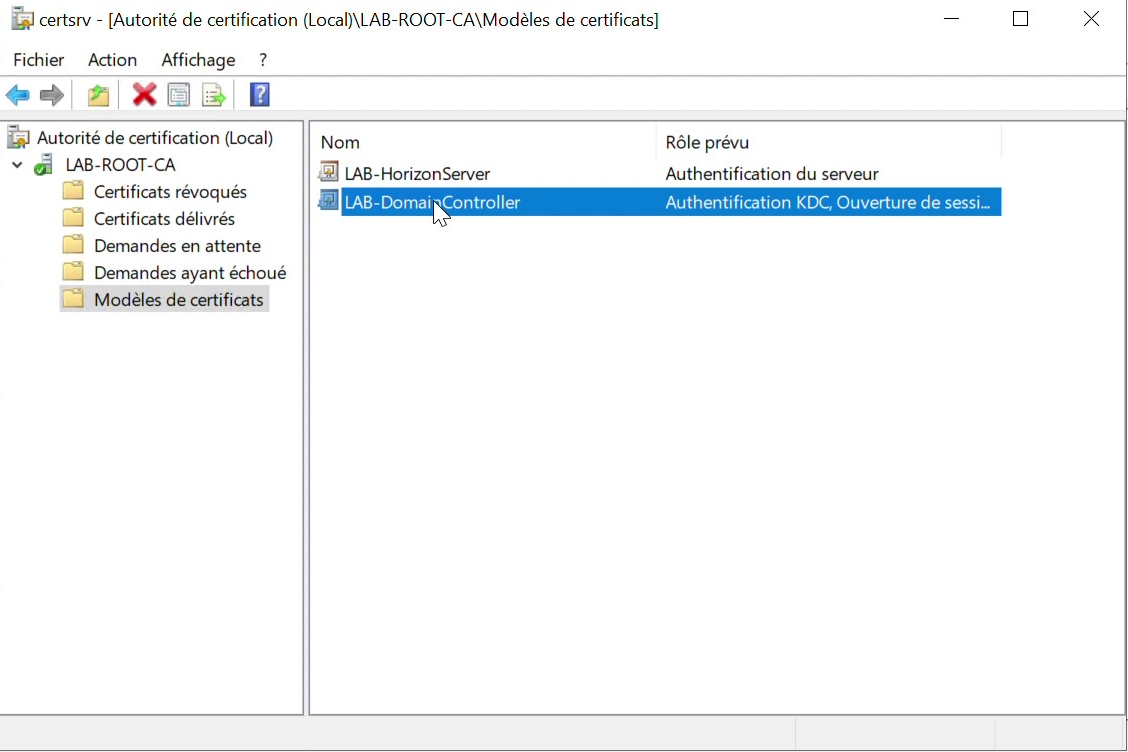 certsrv - [Autorité de certification (Local)\LAB-ROOT-CA\Modèles de certificats]
Fichier Action Affichage ?
Autorité de certification (Local)
LAB-ROOT-CA
Certificats révoqués
Certificats délivrés
Demandes en attente
Demandes ayant échoué
Modèles de certificats
Nom Rôle prévu
LAB-HorizonServer Authentification du serveur
LAB-DomainController Authentification KDC, Ouverture de sessi...